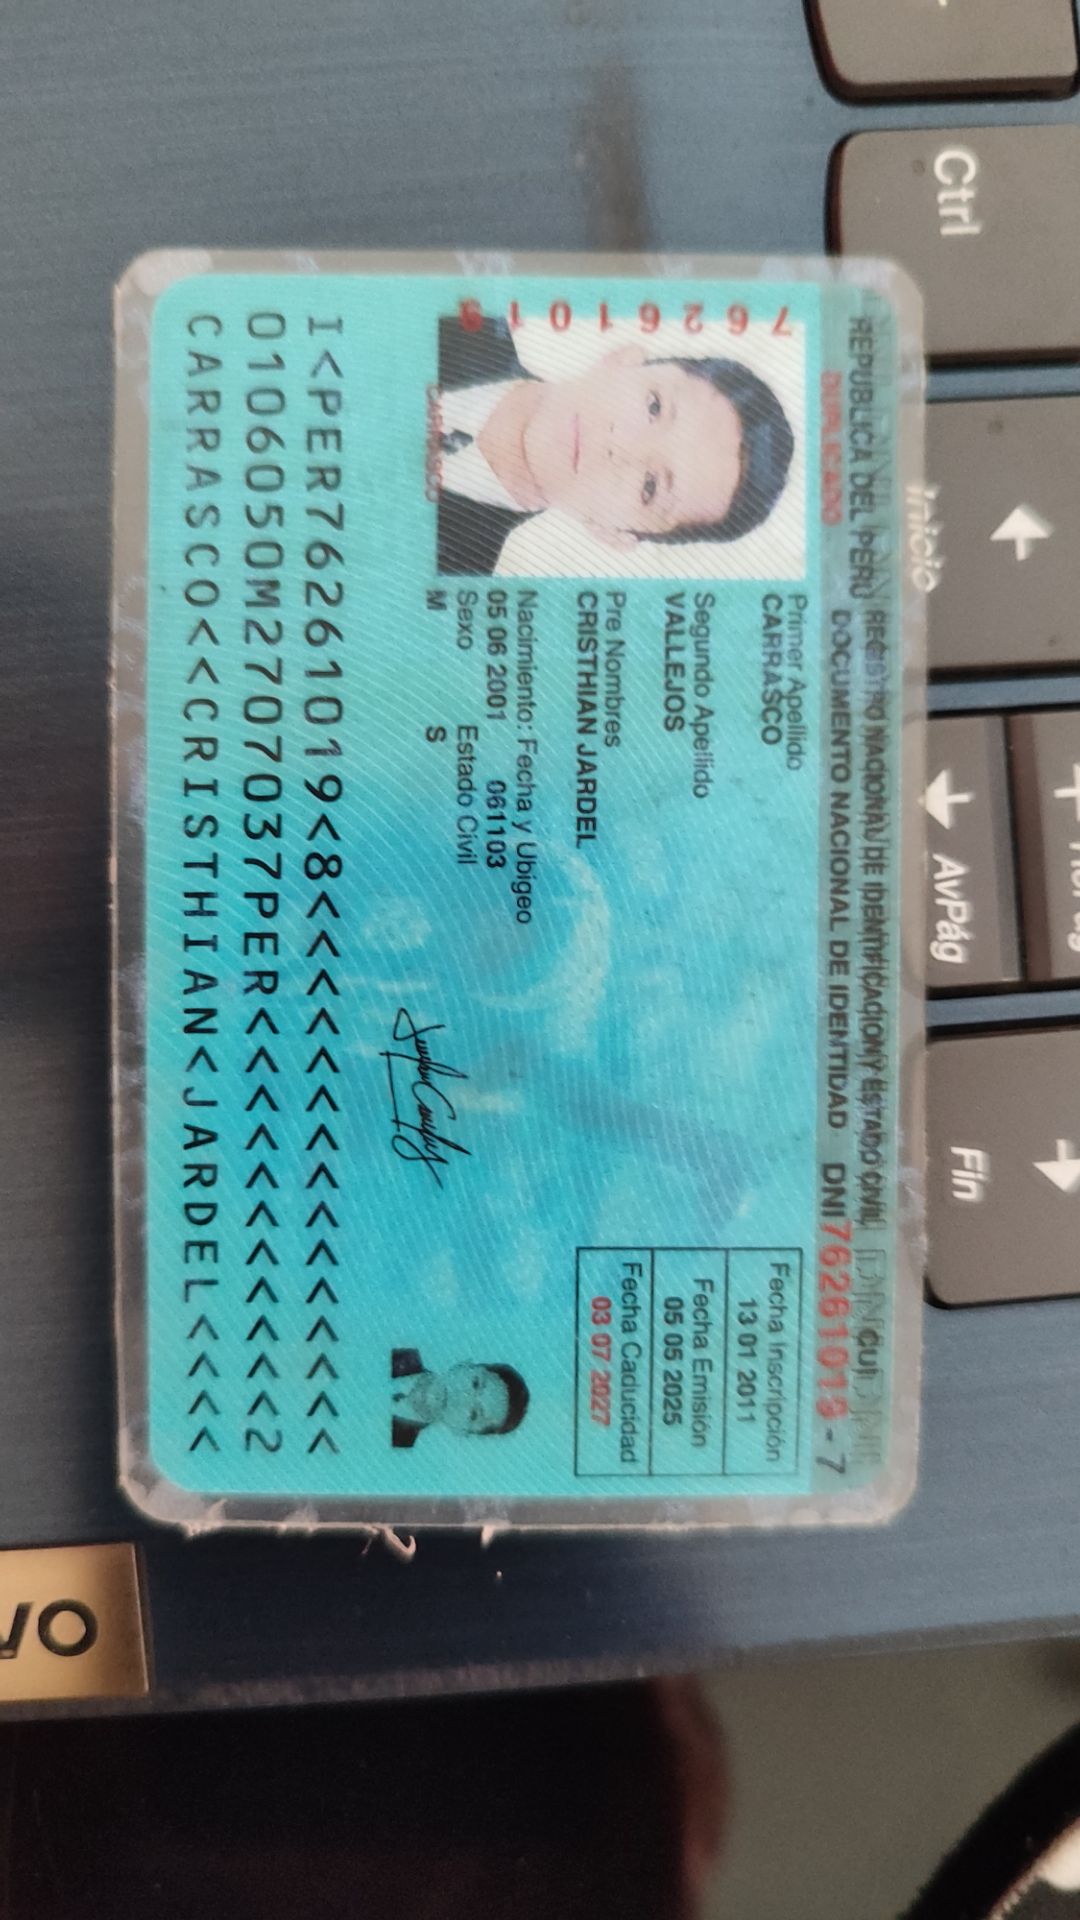 REPUBLICA DEL PERÚ REGISTRO NACIONAL DE IDENTIFICACION Y ESTADO CIVIL CUI
DUPLICADO DOCUMENTO NACIONAL DE IDENTIDAD DNI 76261019 - 7
76261019
CARRASCO
Primer Apellido
CARRASCO
Segundo Apellido
VALLEJOS
Pre Nombres
CRISTHIAN JARDEL
Nacimiento: Fecha y Ubigeo
05 06 2001 061103
Sexo Estado Civil
M S
Fecha Inscripción
13 01 2011
Fecha Emisión
05 05 2025
Fecha Caducidad
03 07 2027
I<PER76261019<8<<<<<<<<<<<<<<<
0106050M2707037PER<<<<<<<<<<<2
CARRASCO<<CRISTHIAN<JARDEL<<<<
Ctrl
Inicio
AvPág
Fin